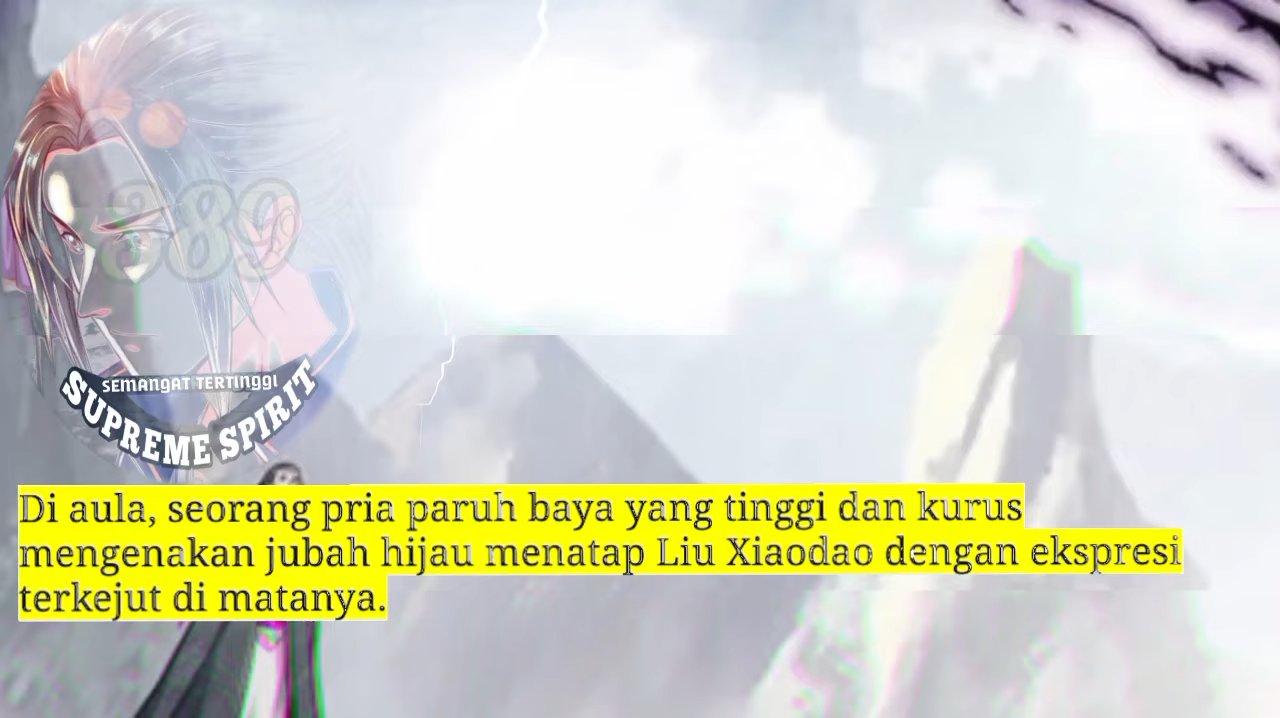 389
SEMANGAT TERTINGGI
SUPREME SPIRIT
Di aula, seorang pria paruh baya yang tinggi dan kurus
mengenakan jubah hijau menatap Liu Xiaodao dengan ekspresi
terkejut di matanya.